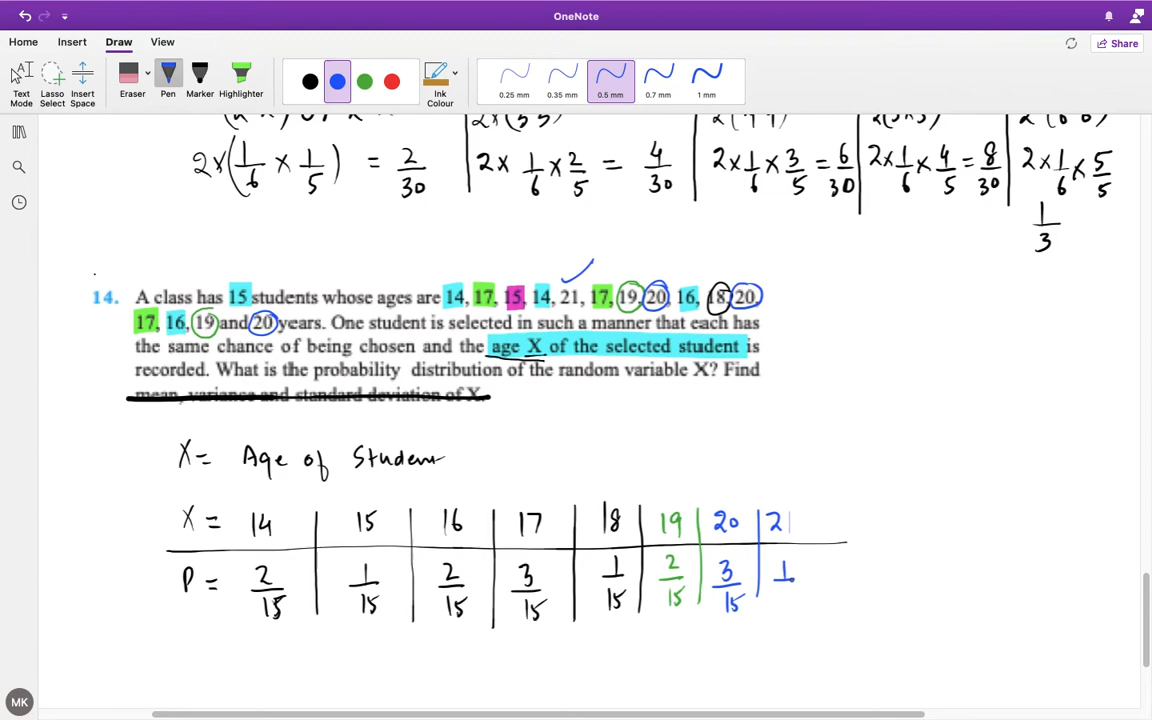 OneNote
Home Insert Draw View
Share
Text Mode Lasso Select Insert Space Eraser Pen Marker Highlighter Ink Colour 0.25 mm 0.35 mm 0.5 mm 0.7 mm 1 mm
2×(1/6 × 1/5) = 2/30 2× 1/6 × 2/5 = 4/30 2× 1/6 × 3/5 = 6/30 2× 1/6 × 4/5 = 8/30 2× 1/6 × 5/5
1/3
14. A class has 15 students whose ages are 14, 17, 15, 14, 21, 17, 19, 20, 16, 18, 20,
17, 16, 19 and 20 years. One student is selected in such a manner that each has
the same chance of being chosen and the age X of the selected student is
recorded. What is the probability distribution of the random variable X? Find
mean, variance and standard deviation of X.
X= Age of Student
X = 14 15 16 17 18 19 20 21
P = 2/15 1/15 2/15 3/15 1/15 2/15 3/15 1
MK